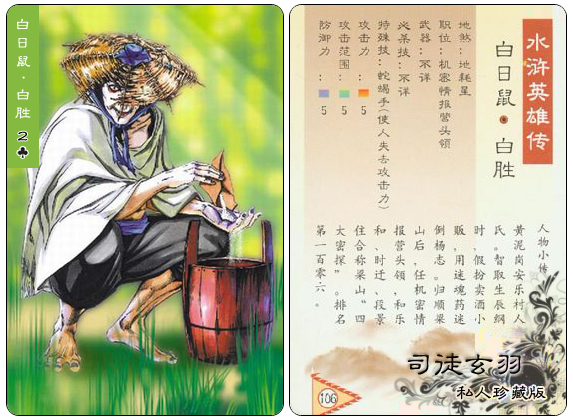 白日鼠·白胜
2♣
水浒英雄传
白日鼠●白胜
地煞:地耗星
职位:机密情报营头领
武器:不详
必杀技:不详
特殊技:蛇蝎手(使人失去攻击力)
攻击力:5
攻击范围:5
防御力:5
人物小传
黄泥岗安乐村人
氏。智取生辰纲
时,假扮卖酒小
贩,用迷魂药迷
倒杨志。归顺梁
山后,任机密情
报营头领,和乐
和、时迁、段景
住合称梁山“四
大密探”。排名
第一百零六。
106
司徒玄羽
私人珍藏版